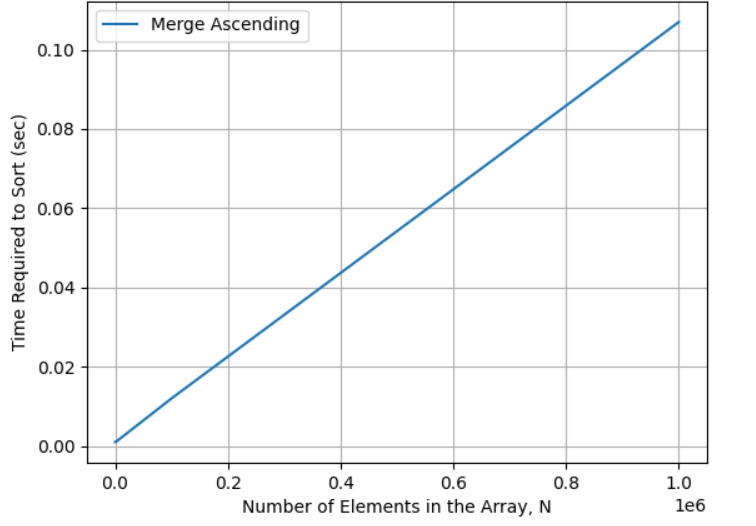 Merge Ascending
0.10
0.08
0.06
0.04
0.02
0.00
Time Required to Sort (sec)
0.0 0.2 0.4 0.6 0.8 1.0
1e6
Number of Elements in the Array, N